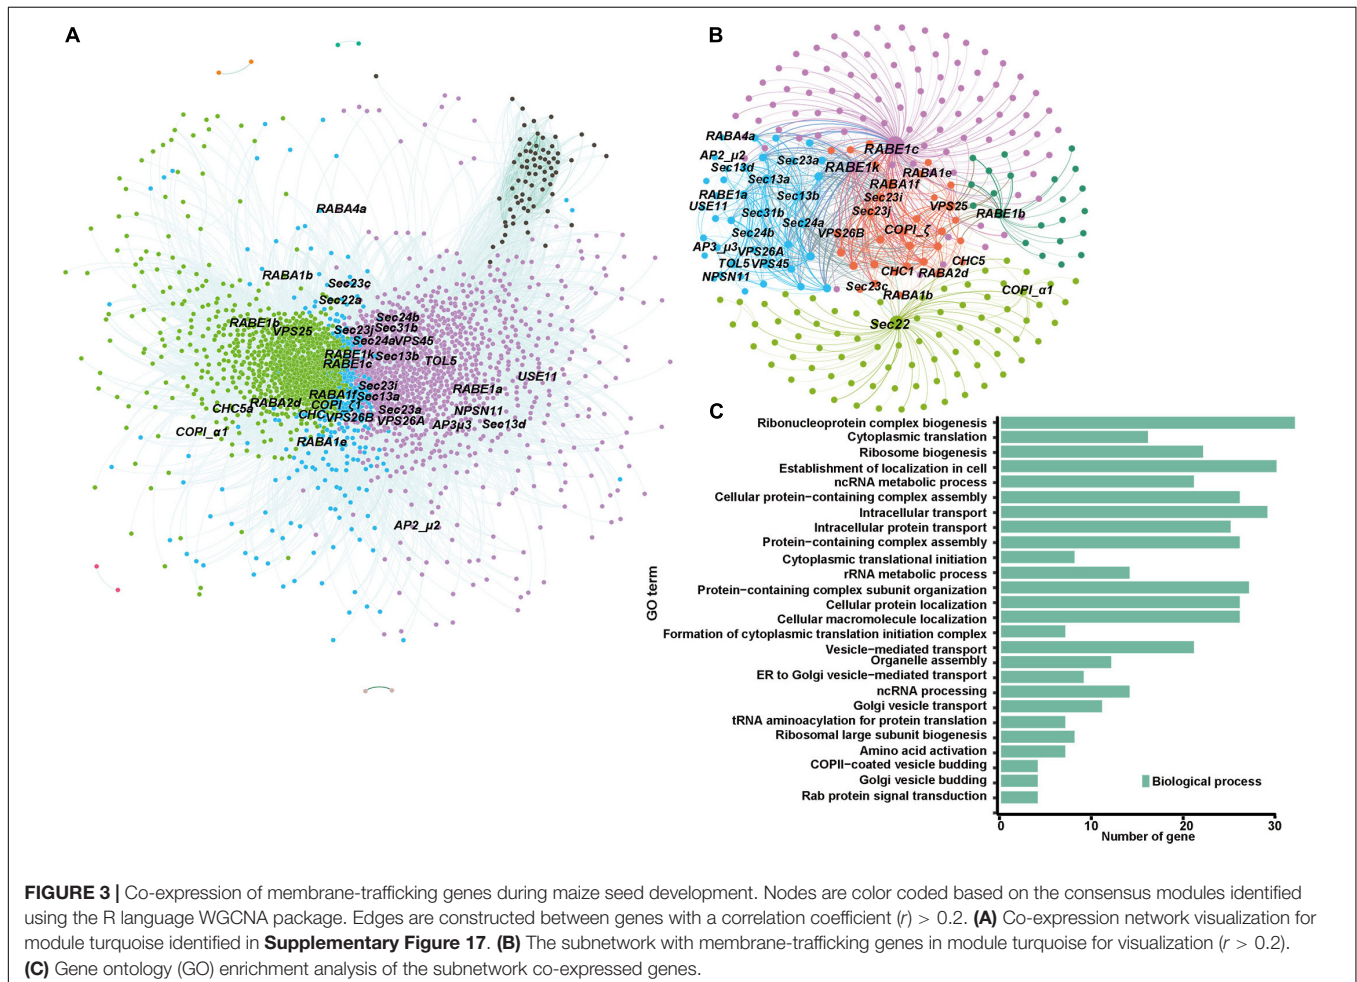 A
RABA4a
RABA1b
Sec23c
Sec22a
RABE1b
VPS25
Sec24b
Sec23j
Sec31b
Sec24a
VPS45
RABE1k
Sec13b
RABE1c
TOL5
USE11
Sec23i
RABE1a
RABA1f
Sec13a
CHC5a
RABA2d
COPI_ζ1
Sec23a
NPSN11
CHC
VPS26B
VPS26A
AP3μ3
Sec13d
COPI_α1
RABA1e
AP2_μ2
B
RABA4a
RABE1c
AP2_μ2
Sec23a
Sec13d
RABE1k
RABA1e
Sec13a
RABA1f
RABE1a
Sec13b
Sec23i
USE11
Sec31b
Sec23j
VPS25
RABE1b
Sec24a
Sec24b
VPS26B
COPI_ζ
AP3_μ3
VPS26A
TOL5
VPS45
CHC5
NPSN11
CHC1
RABA2d
Sec23c
RABA1b
COPI_α1
Sec22
C
GO term
Ribonucleoprotein complex biogenesis
Cytoplasmic translation
Ribosome biogenesis
Establishment of localization in cell
ncRNA metabolic process
Cellular protein−containing complex assembly
Intracellular transport
Intracellular protein transport
Protein−containing complex assembly
Cytoplasmic translational initiation
rRNA metabolic process
Protein−containing complex subunit organization
Cellular protein localization
Cellular macromolecule localization
Formation of cytoplasmic translation initiation complex
Vesicle−mediated transport
Organelle assembly
ER to Golgi vesicle−mediated transport
ncRNA processing
Golgi vesicle transport
tRNA aminoacylation for protein translation
Ribosomal large subunit biogenesis
Amino acid activation
COPII−coated vesicle budding
Golgi vesicle budding
Rab protein signal transduction
Biological process
0 10 20 30
Number of gene
FIGURE 3 | Co-expression of membrane-trafficking genes during maize seed development. Nodes are color coded based on the consensus modules identified
using the R language WGCNA package. Edges are constructed between genes with a correlation coefficient (r) > 0.2. (A) Co-expression network visualization for
module turquoise identified in Supplementary Figure 17. (B) The subnetwork with membrane-trafficking genes in module turquoise for visualization (r > 0.2).
(C) Gene ontology (GO) enrichment analysis of the subnetwork co-expressed genes.